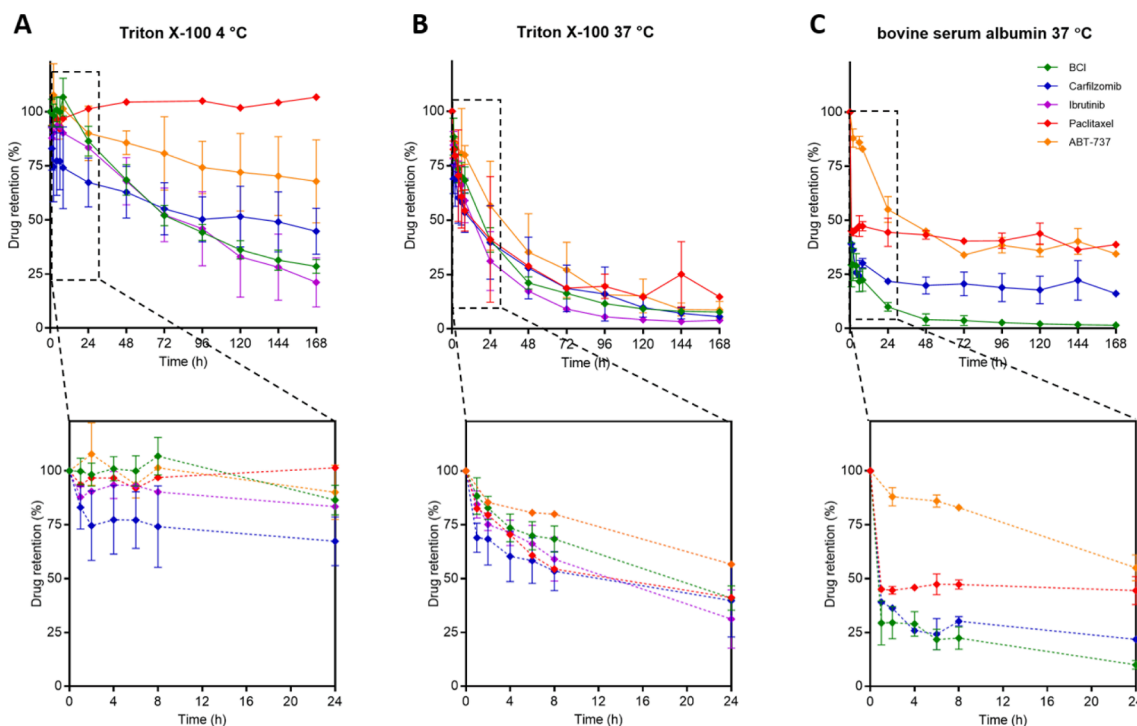 A
Triton X-100 4 °C
Drug retention (%)
100
75
50
25
0
0 24 48 72 96 120 144 168
Time (h)
Drug retention (%)
100
75
50
25
0
0 4 8 12 16 20 24
Time (h)
B
Triton X-100 37 °C
Drug retention (%)
100
75
50
25
0
0 24 48 72 96 120 144 168
Time (h)
Drug retention (%)
100
75
50
25
0
0 4 8 12 16 20 24
Time (h)
C
bovine serum albumin 37 °C
BCI
Carfilzomib
Ibrutinib
Paclitaxel
ABT-737
Drug retention (%)
100
75
50
25
0
0 24 48 72 96 120 144 168
Time (h)
Drug retention (%)
100
75
50
25
0
0 4 8 12 16 20 24
Time (h)